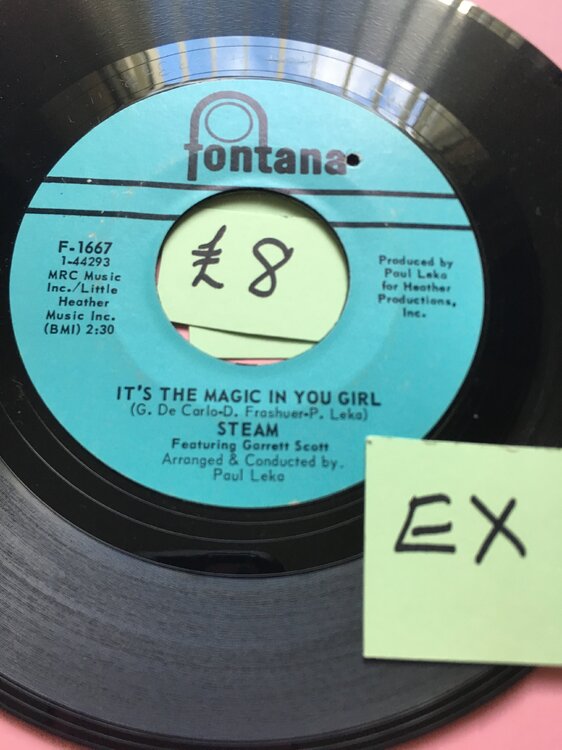 fontana
F-1667
1-44293
MRC Music
Inc./Little
Heather
Music Inc.
(BMI) 2:30
£8
Produced by
Paul Leka
for Heather
Productions,
Inc.
IT'S THE MAGIC IN YOU GIRL
(G. De Carlo-D. Frashuer-P. Leka)
STEAM
Featuring Garrett Scott
Arranged & Conducted by.
Paul Leka
EX